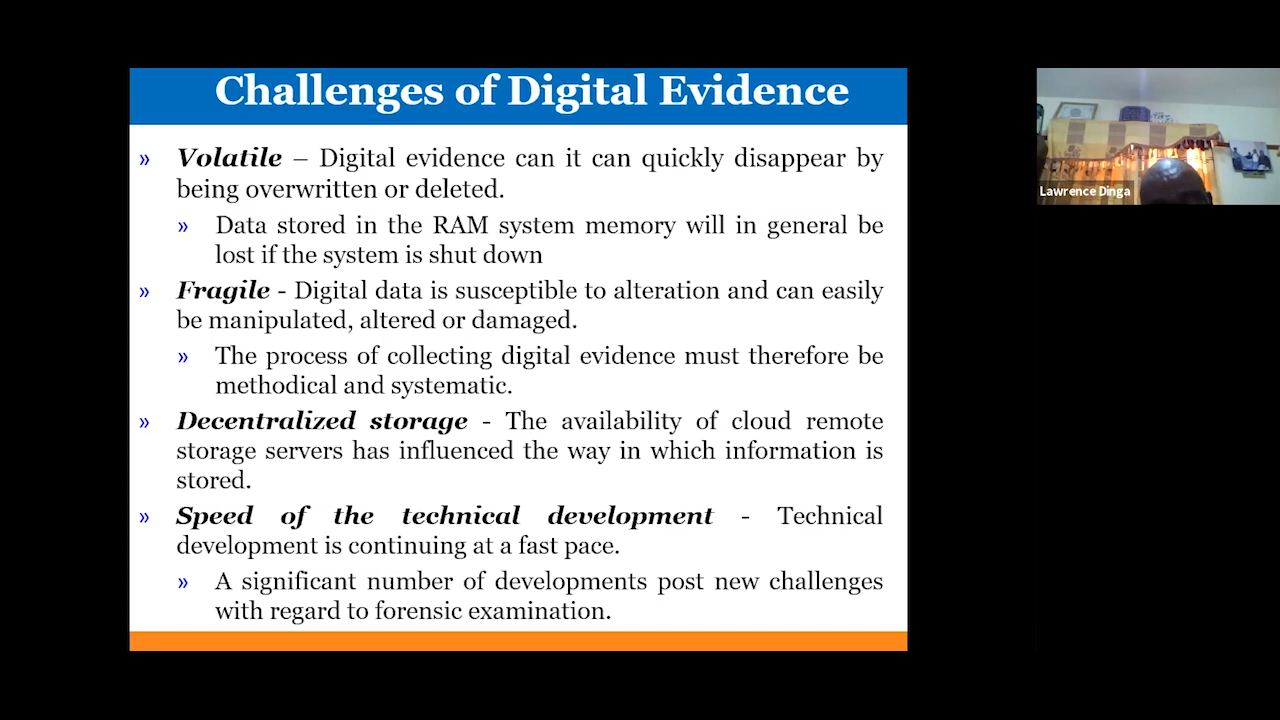 Challenges of Digital Evidence
» Volatile – Digital evidence can it can quickly disappear by
being overwritten or deleted.
» Data stored in the RAM system memory will in general be
lost if the system is shut down
» Fragile - Digital data is susceptible to alteration and can easily
be manipulated, altered or damaged.
» The process of collecting digital evidence must therefore be
methodical and systematic.
» Decentralized storage - The availability of cloud remote
storage servers has influenced the way in which information is
stored.
» Speed of the technical development - Technical
development is continuing at a fast pace.
» A significant number of developments post new challenges
with regard to forensic examination.
Lawrence Dinga